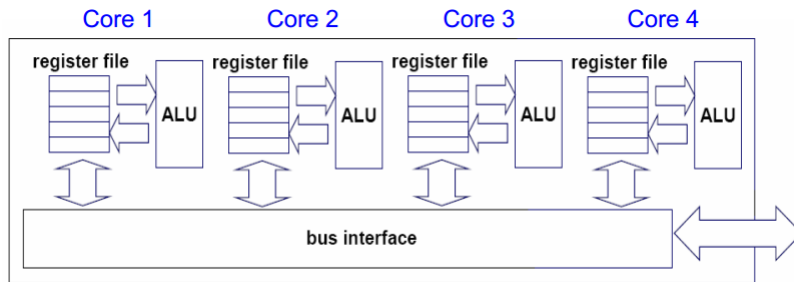 Core 1 Core 2 Core 3 Core 4
register file register file register file register file
ALU ALU ALU ALU
bus interface